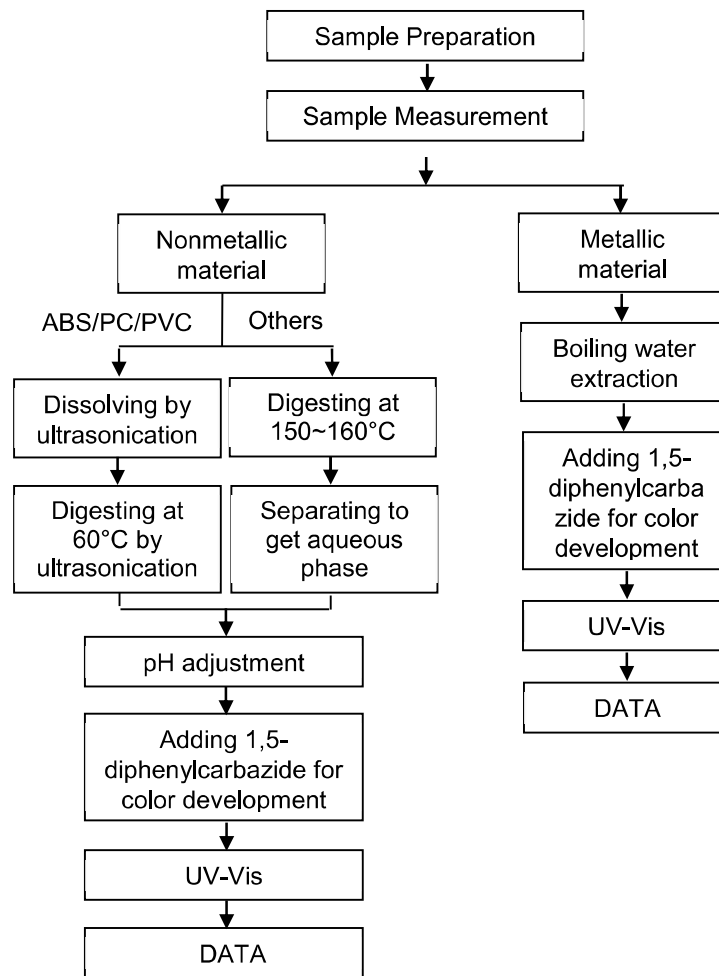 Sample Preparation
Sample Measurement
Nonmetallic
material
Metallic
material
ABS/PC/PVC
Others
Boiling water
extraction
Dissolving by
ultrasonication
Digesting at
150~160°C
Adding 1,5-
diphenylcarba
zide for color
development
Digesting at
60°C by
ultrasonication
Separating to
get aqueous
phase
UV-Vis
pH adjustment
DATA
Adding 1,5-
diphenylcarbazide for
color development
UV-Vis
DATA